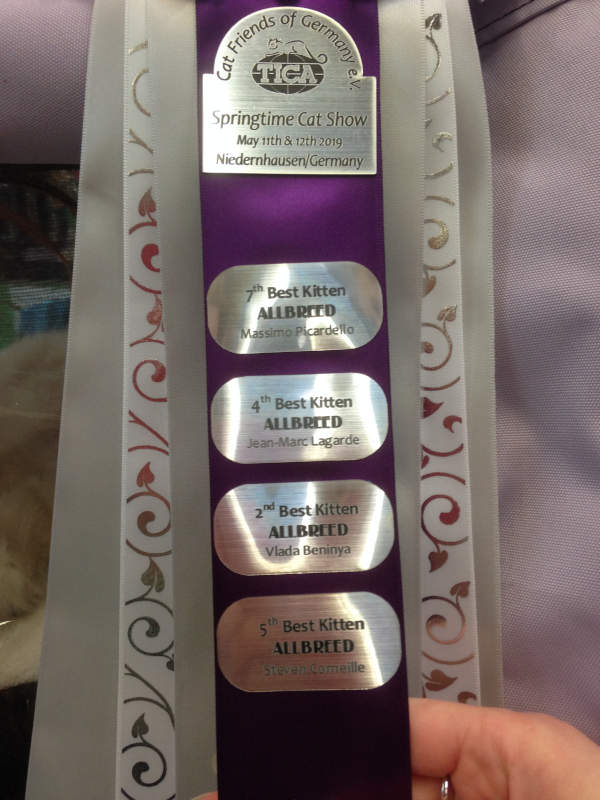 Cat Friends of Germany e.V.
TICA
Springtime Cat Show
May 11th & 12th 2019
Niedernhausen/Germany
7th Best Kitten
ALLBREED
Massimo Picardello
4th Best Kitten
ALLBREED
Jean-Marc Lagarde
2nd Best Kitten
ALLBREED
Vlada Beninya
5th Best Kitten
ALLBREED
Steven Corneille